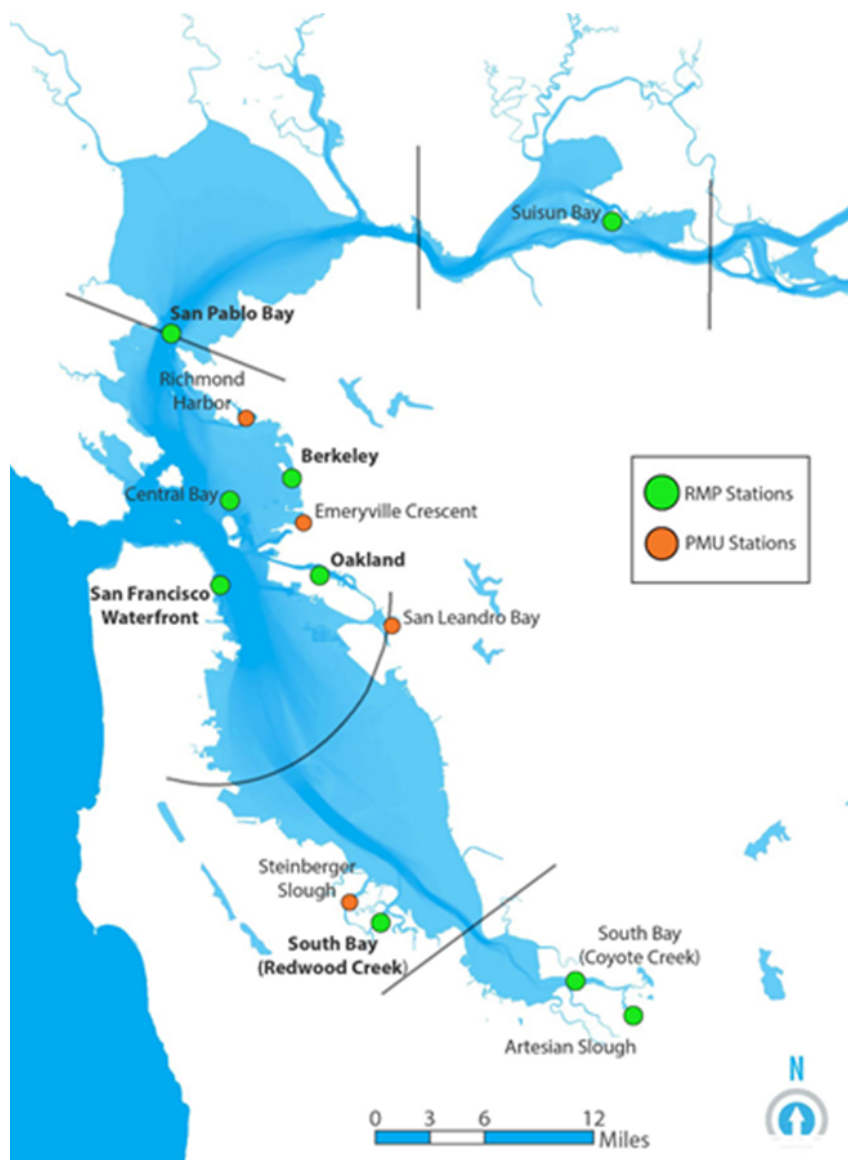 Suisun Bay
San Pablo Bay
Richmond
Harbor
Berkeley
Central Bay
Emeryville Crescent
Oakland
San Francisco
Waterfront
San Leandro Bay
RMP Stations
PMU Stations
Steinberger
Slough
South Bay
(Redwood Creek)
South Bay
(Coyote Creek)
Artesian Slough
N
0 3 6 12
Miles